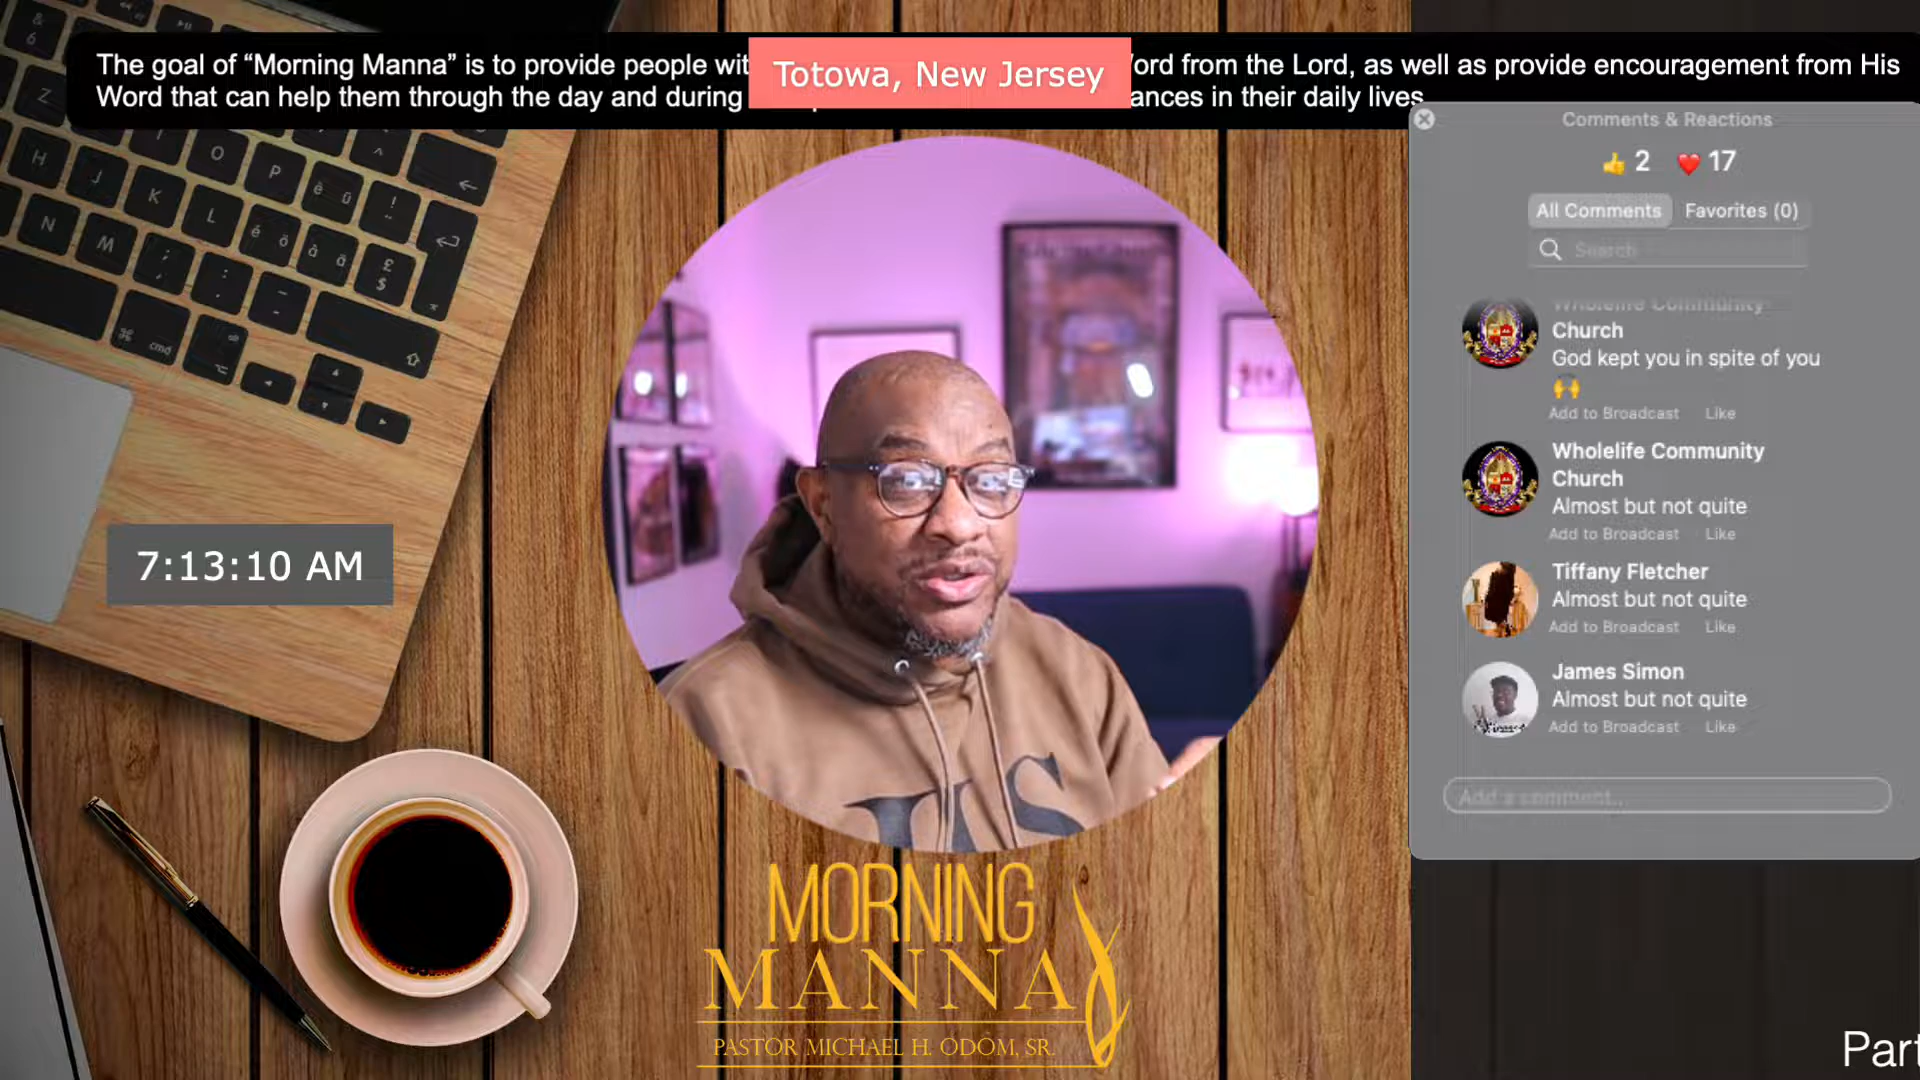 The goal of “Morning Manna” is to provide people wit
Totowa, New Jersey
ord from the Lord, as well as provide encouragement from His
Word that can help them through the day and during
ances in their daily lives.
Comments & Reactions
👍 2 ❤️ 17
All Comments Favorites (0)
Search
Wholelife Community
Church
God kept you in spite of you
🙌
Add to Broadcast Like
Wholelife Community
Church
Almost but not quite
Add to Broadcast Like
Tiffany Fletcher
Almost but not quite
Add to Broadcast Like
James Simon
Almost but not quite
Add to Broadcast Like
Add a comment...
7:13:10 AM
MORNING
MANNA
PASTOR MICHAEL H. ODOM, SR.
Part